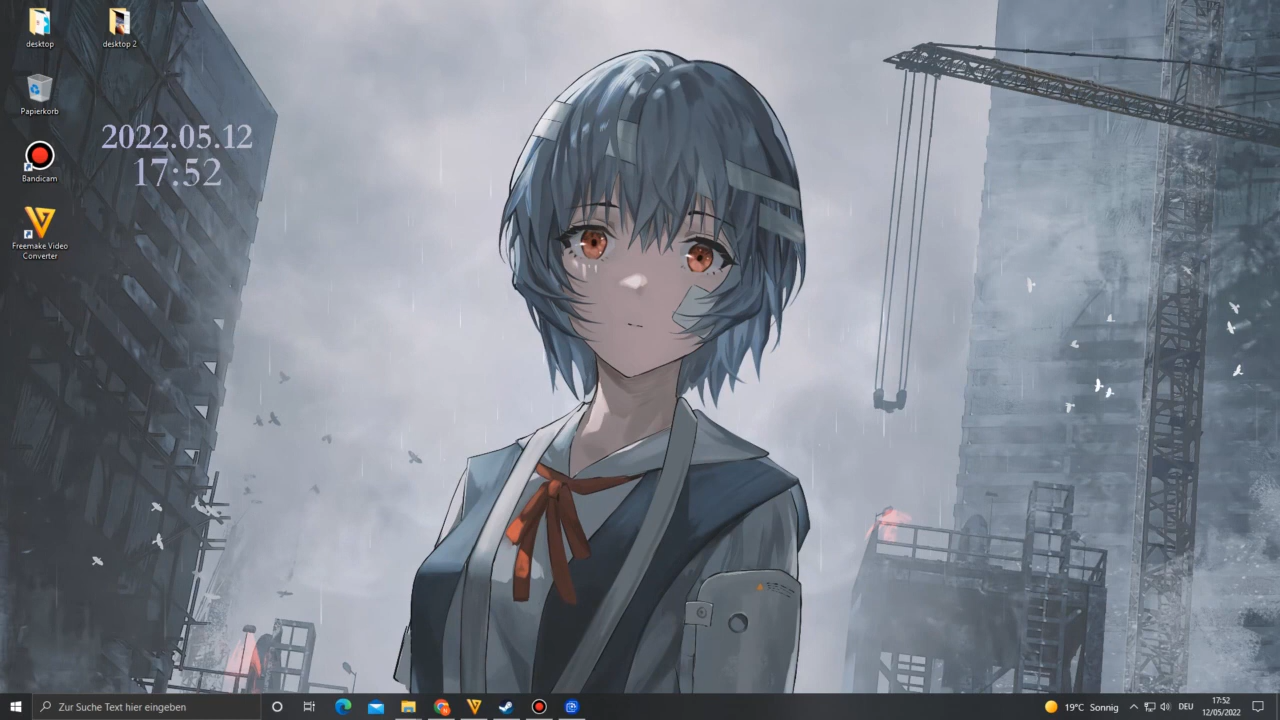 desktop
desktop 2
Papierkorb
2022.05.12
17:52
Bandicam
Freemake Video
Converter
Zur Suche Text hier eingeben
19°C Sonnig
DEU
17:52
12/05/2022